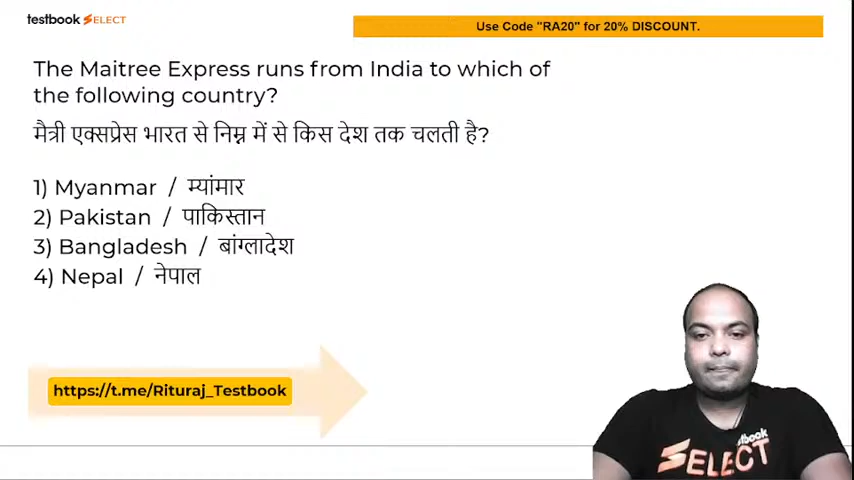 testbook SELECT
Use Code "RA20" for 20% DISCOUNT.
The Maitree Express runs from India to which of
the following country?
मैत्री एक्सप्रेस भारत से निम्न में से किस देश तक चलती है?
1) Myanmar / म्यांमार
2) Pakistan / पाकिस्तान
3) Bangladesh / बांग्लादेश
4) Nepal / नेपाल
https://t.me/Rituraj_Testbook
testbook
SELECT